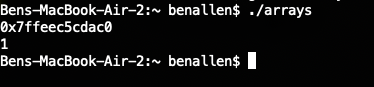 Bens-MacBook-Air-2:~ benallen$ ./arrays
0x7ffeec5cdac0
1
Bens-MacBook-Air-2:~ benallen$